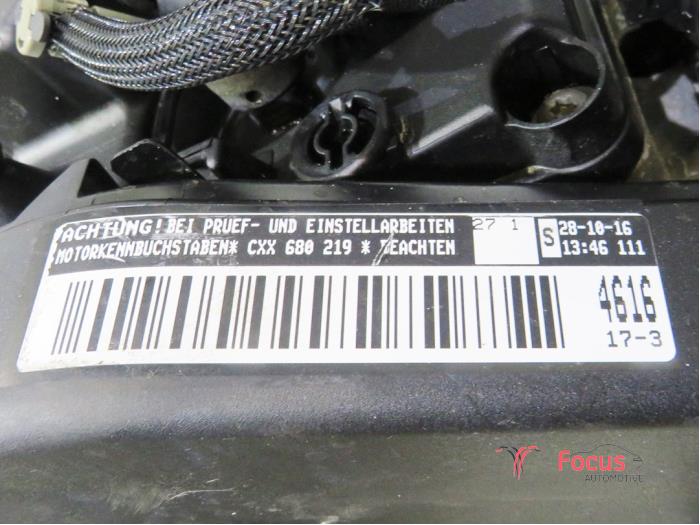 ACHTUNG! BEI PRUEF- UND EINSTELLARBEITEN 27 1 S 28-10-16
MOTORKENNBUCHSTABEN* CXX 680 219 * BEACHTEN 13:46 111
4616
17-3
Focus
AUTOMOTIVE